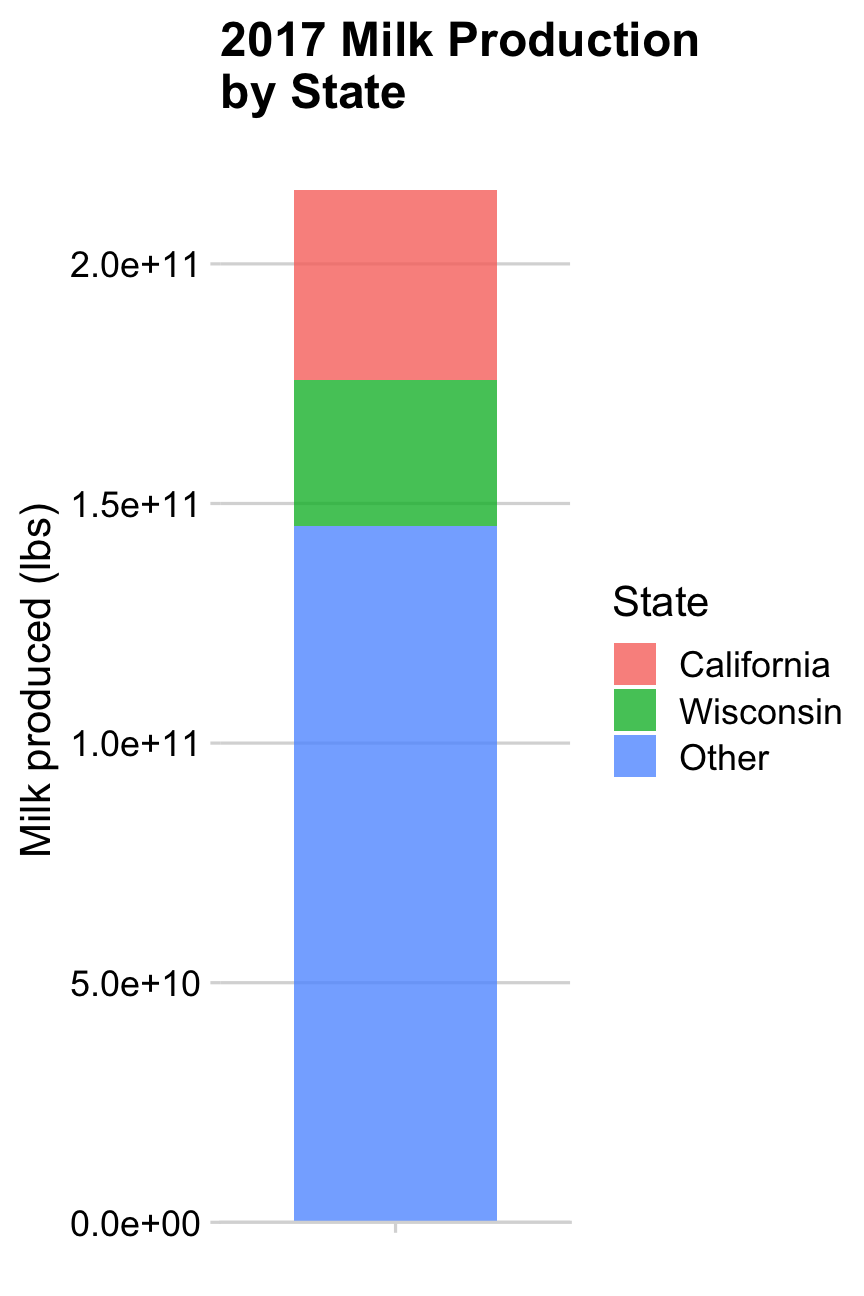 2017 Milk Production
by State
Milk produced (lbs)
2.0e+11
1.5e+11
1.0e+11
5.0e+10
0.0e+00
State
California
Wisconsin
Other